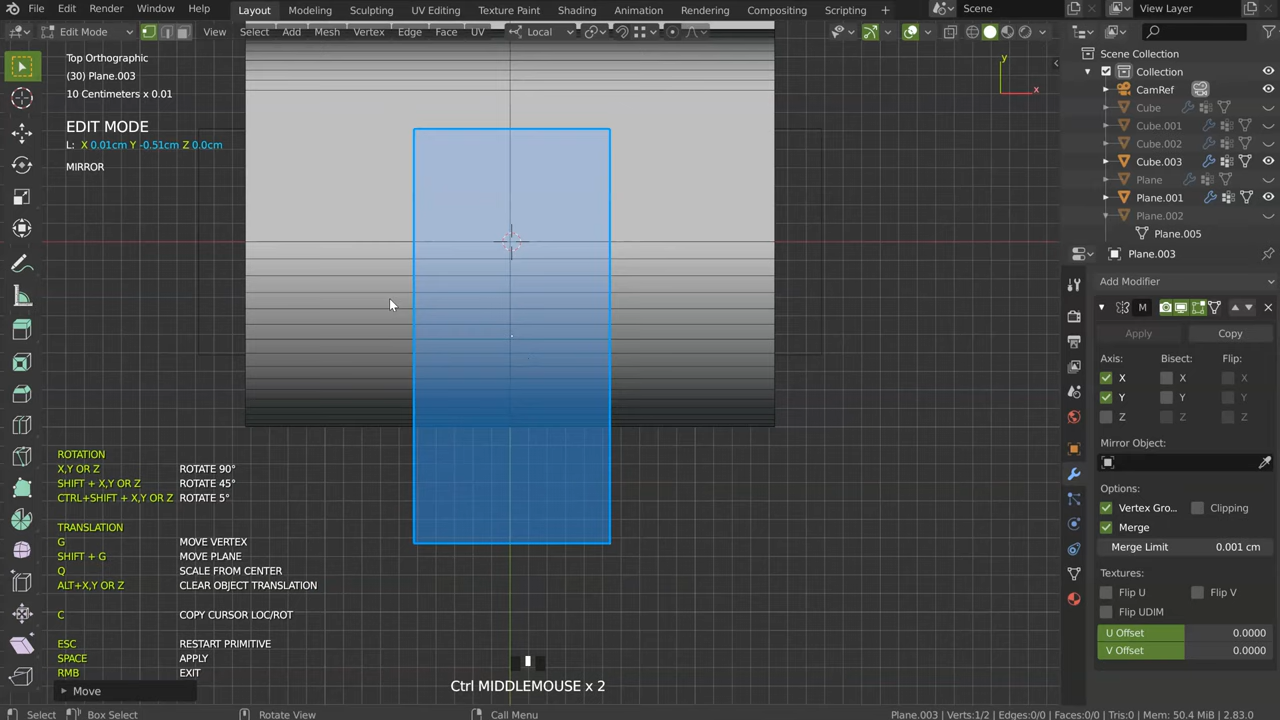 File Edit Render Window Help
Layout Modeling Sculpting UV Editing Texture Paint Shading Animation Rendering Compositing Scripting +
Scene
View Layer
Edit Mode View Select Add Mesh Vertex Edge Face UV Local
Top Orthographic
(30) Plane.003
10 Centimeters x 0.01
EDIT MODE
L: X 0.01cm Y -0.51cm Z 0.0cm
MIRROR
y
x
Scene Collection
Collection
CamRef
Cube
Cube.001
Cube.002
Cube.003
Plane
Plane.001
Plane.002
Plane.005
Plane.003
Add Modifier
M
Apply Copy
Axis: Bisect: Flip:
X X X
Y Y Y
Z Z Z
Mirror Object:
Options:
Vertex Gro... Clipping
Merge
Merge Limit 0.001 cm
Textures:
Flip U Flip V
Flip UDIM
U Offset 0.0000
V Offset 0.0000
ROTATION
X,Y OR Z ROTATE 90°
SHIFT + X,Y OR Z ROTATE 45°
CTRL+SHIFT + X,Y OR Z ROTATE 5°
TRANSLATION
G MOVE VERTEX
SHIFT + G MOVE PLANE
Q SCALE FROM CENTER
ALT+X,Y OR Z CLEAR OBJECT TRANSLATION
C COPY CURSOR LOC/ROT
ESC RESTART PRIMITIVE
SPACE APPLY
RMB EXIT
Move
Ctrl MIDDLEMOUSE x 2
Select Box Select Rotate View Call Menu
Plane.003 | Verts:1/2 | Edges:0/0 | Faces:0/0 | Tris:0 | Mem: 50.4 MiB | 2.83.0